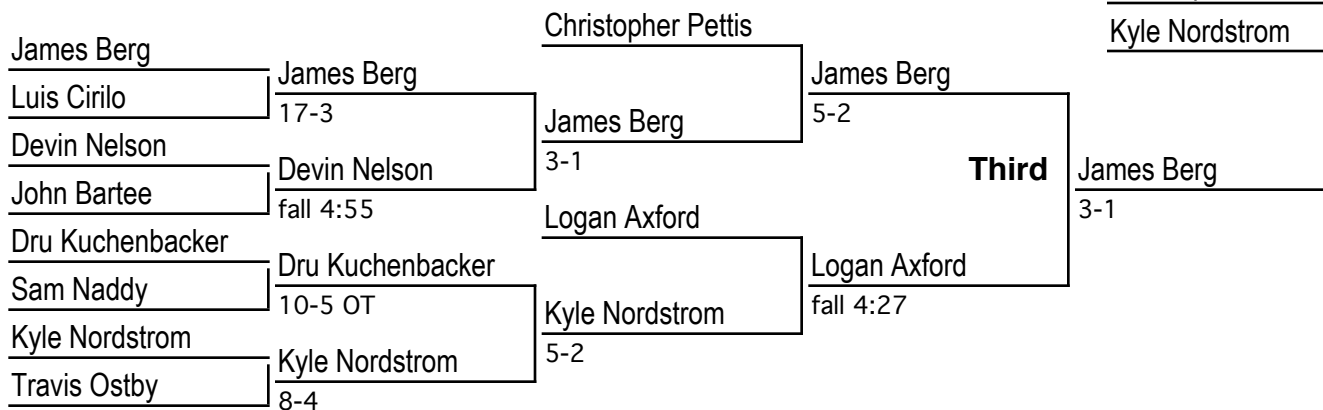 James Berg
Luis Cirilo
Devin Nelson
John Bartee
Dru Kuchenbacker
Sam Naddy
Kyle Nordstrom
Travis Ostby
James Berg
17-3
Devin Nelson
fall 4:55
Dru Kuchenbacker
10-5 OT
Kyle Nordstrom
8-4
Christopher Pettis
James Berg
3-1
Logan Axford
Kyle Nordstrom
5-2
James Berg
5-2
Logan Axford
fall 4:27
Third
James Berg
3-1
Kyle Nordstrom